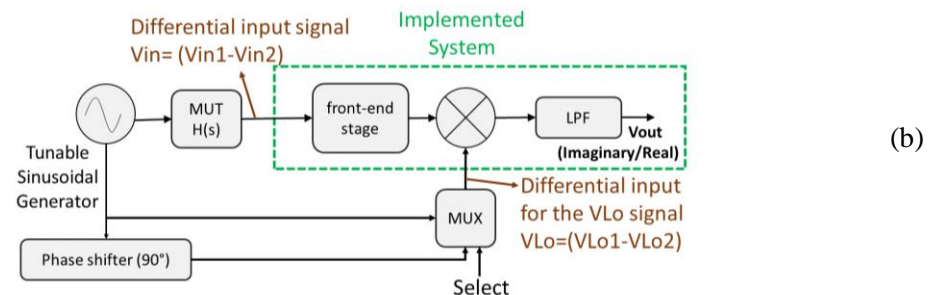 Differential input signal
Vin= (Vin1-Vin2)
Implemented
System
MUT
H(s)
front-end
stage
LPF
Vout
(Imaginary/Real)
(b)
Tunable
Sinusoidal
Generator
MUX
Differential input
for the VLo signal
VLo=(VLo1-VLo2)
Phase shifter (90°)
Select